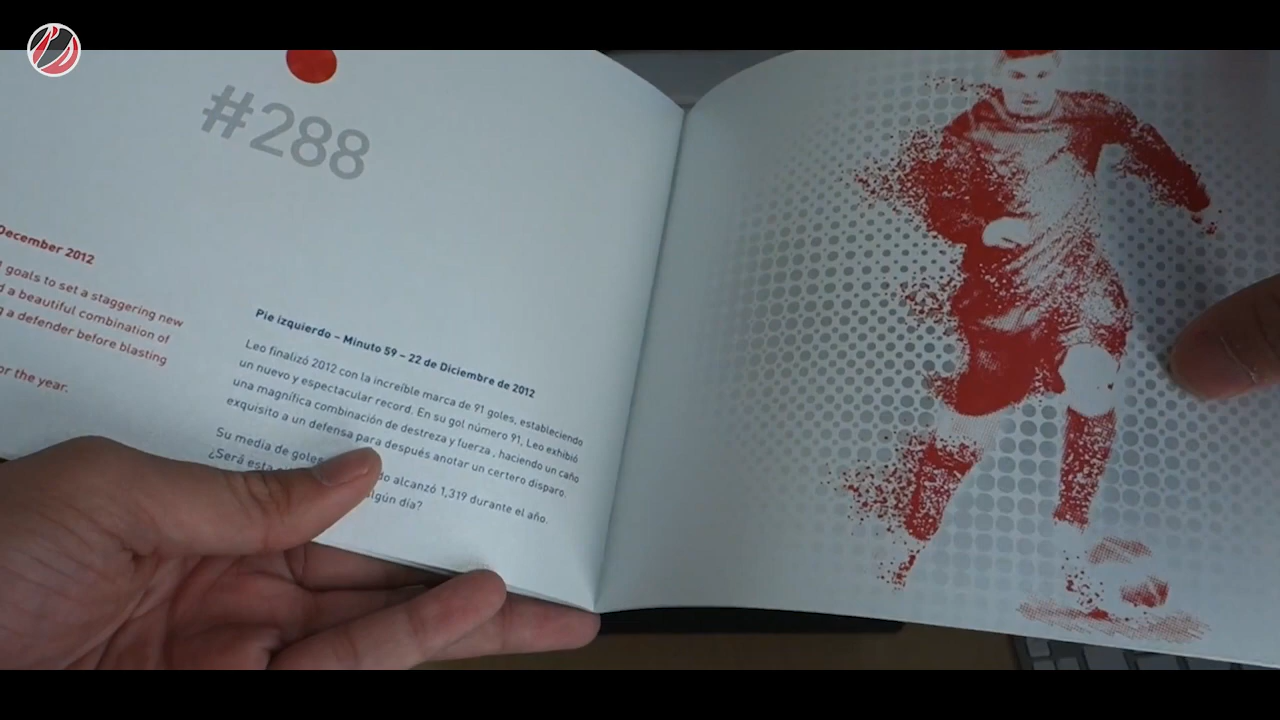 #288
December 2012
goals to set a staggering new
a beautiful combination of
a defender before blasting
for the year.
Pie izquierdo – Minuto 59 – 22 de Diciembre de 2012
Leo finalizó 2012 con la increíble marca de 91 goles, estableciendo
un nuevo y espectacular record. En su gol número 91, Leo exhibió
una magnífica combinación de destreza y fuerza , haciendo un caño
exquisito a un defensa para después anotar un certero disparo.
Su media de goles alcanzó 1,319 durante el año.
¿Será esta algún día?